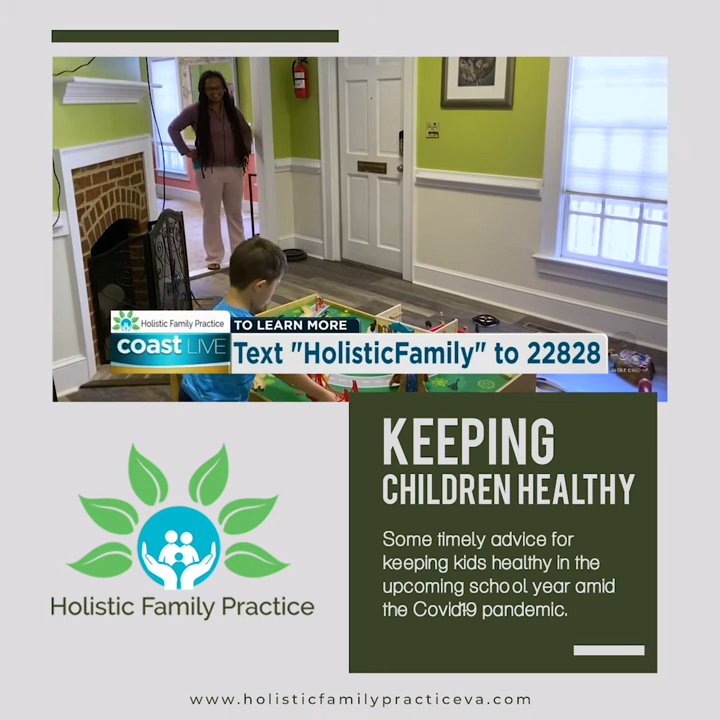 Holistic Family Practice
TO LEARN MORE
coast LIVE
Text "HolisticFamily" to 22828
KEEPING
CHILDREN HEALTHY
Some timely advice for
keeping kids healthy in the
upcoming school year amid
the Covid19 pandemic.
Holistic Family Practice
www.holisticfamilypracticeva.com